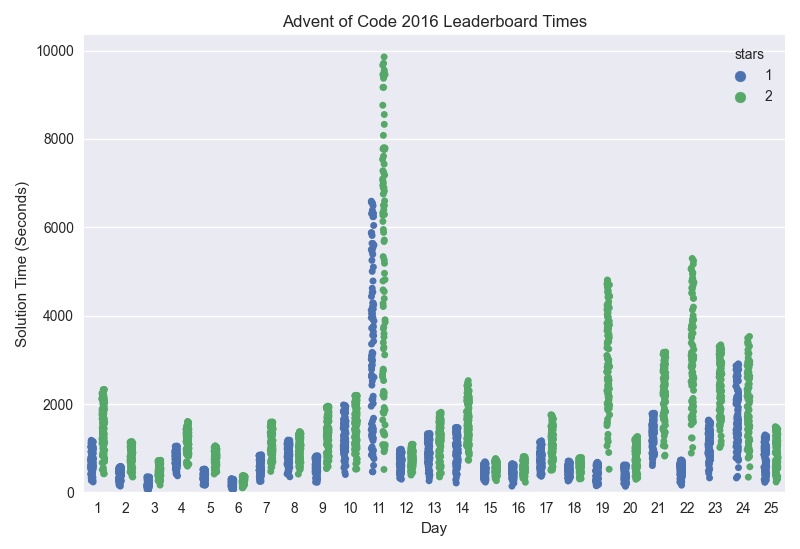 Advent of Code 2016 Leaderboard Times
stars
1
2
10000
8000
6000
4000
2000
0
Solution Time (Seconds)
1 2 3 4 5 6 7 8 9 10 11 12 13 14 15 16 17 18 19 20 21 22 23 24 25
Day